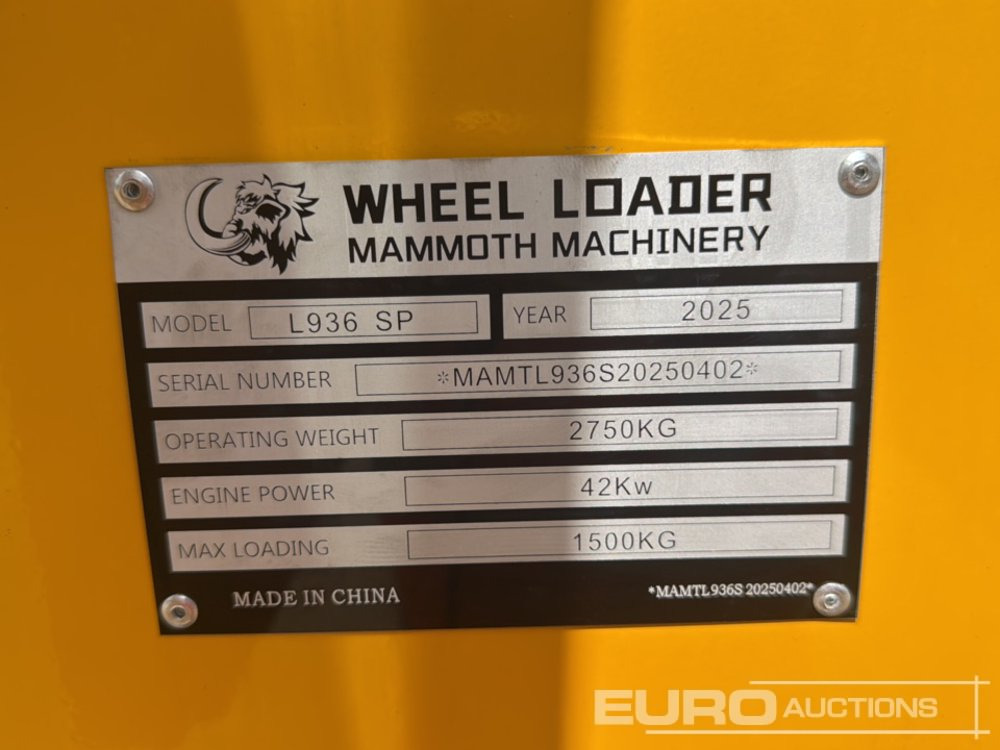 WHEEL LOADER
MAMMOTH MACHINERY
MODEL L936 SP YEAR 2025
SERIAL NUMBER *MAMTL936S20250402*
OPERATING WEIGHT 2750KG
ENGINE POWER 42Kw
MAX LOADING 1500KG
MADE IN CHINA *MAMTL936S 20250402*
EURO AUCTIONS